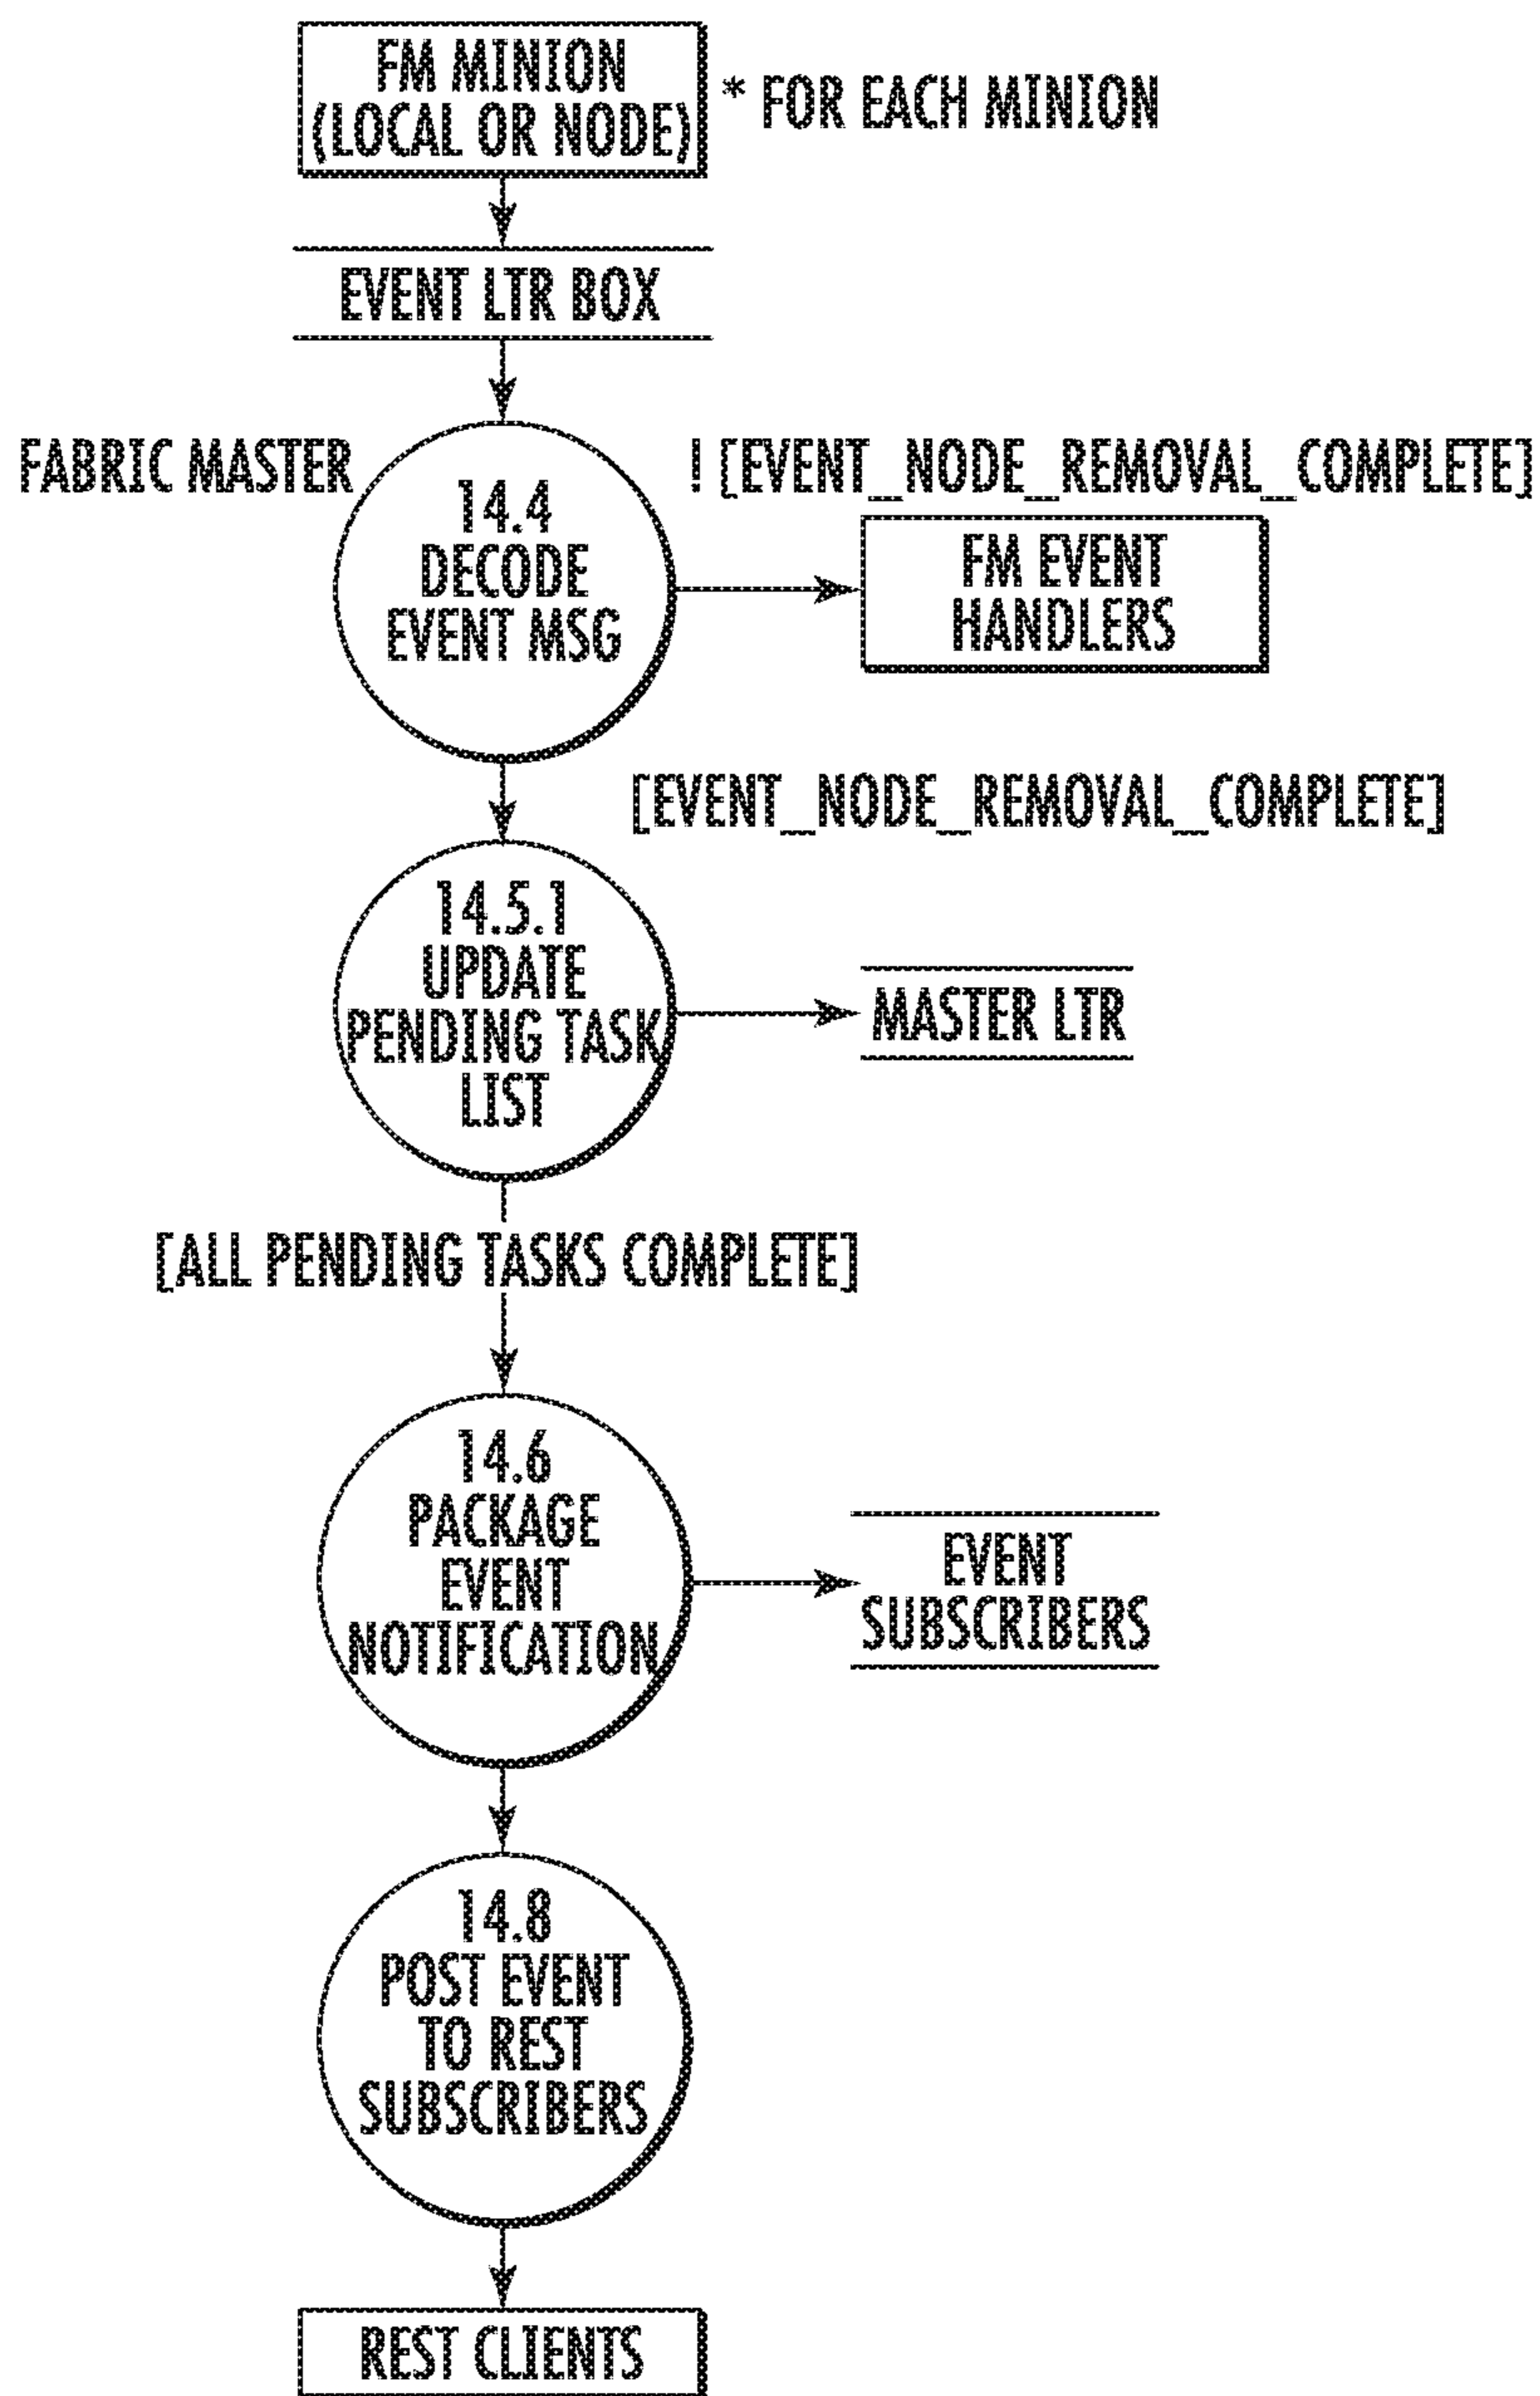 FM MINION
(LOCAL OR NODE)
* FOR EACH MINION
EVENT LTR BOX
FABRIC MASTER
14.4
DECODE
EVENT MSG
! [EVENT_NODE_REMOVAL_COMPLETE]
FM EVENT
HANDLERS
[EVENT_NODE_REMOVAL_COMPLETE]
14.5.1
UPDATE
PENDING TASK
LIST
MASTER LTR
[ALL PENDING TASKS COMPLETE]
14.6
PACKAGE
EVENT
NOTIFICATION
EVENT
SUBSCRIBERS
14.8
POST EVENT
TO REST
SUBSCRIBERS
REST CLIENTS